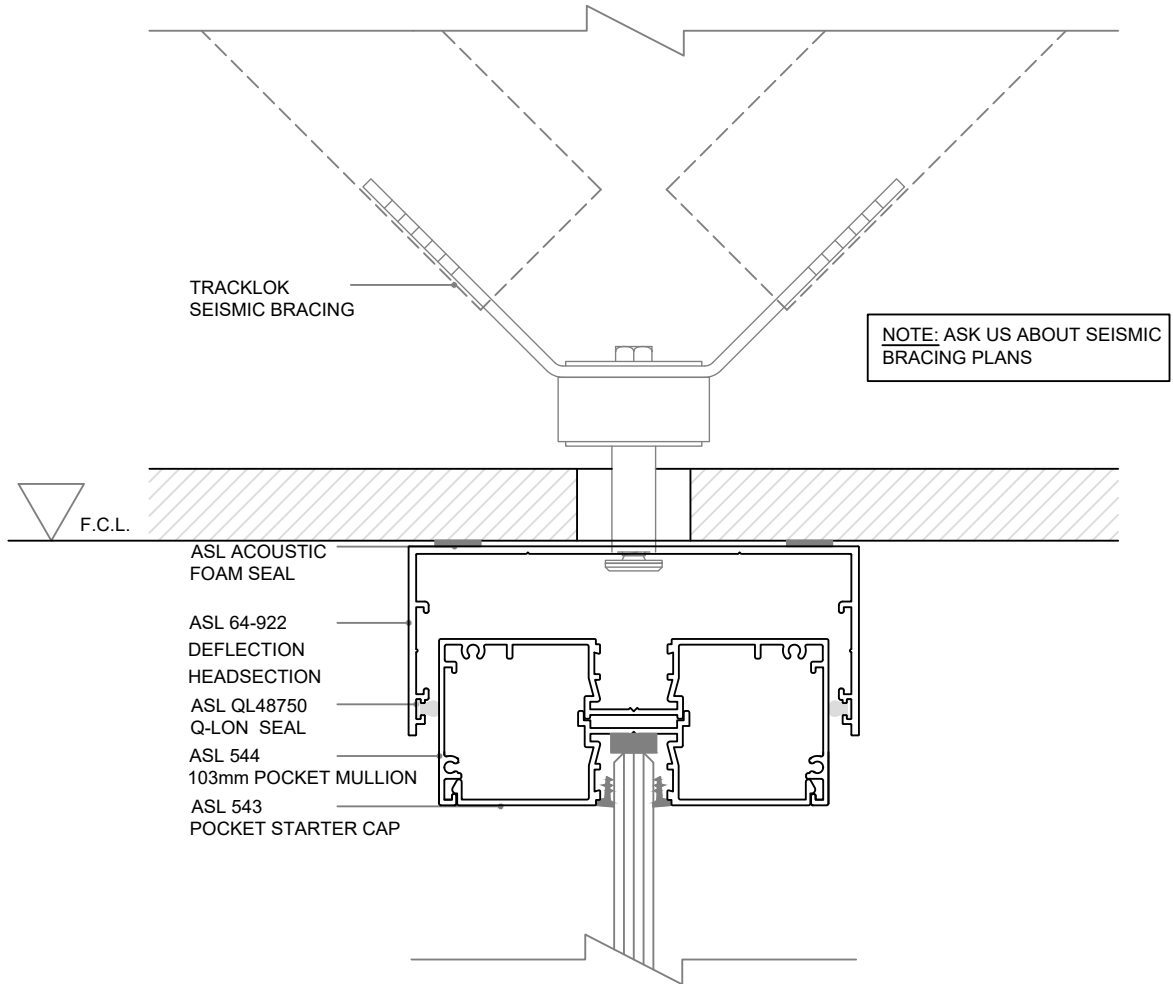 TRACKLOK
SEISMIC BRACING
NOTE: ASK US ABOUT SEISMIC
BRACING PLANS
F.C.L.
ASL ACOUSTIC
FOAM SEAL
ASL 64-922
DEFLECTION
HEADSECTION
ASL QL48750
Q-LON SEAL
ASL 544
103mm POCKET MULLION
ASL 543
POCKET STARTER CAP